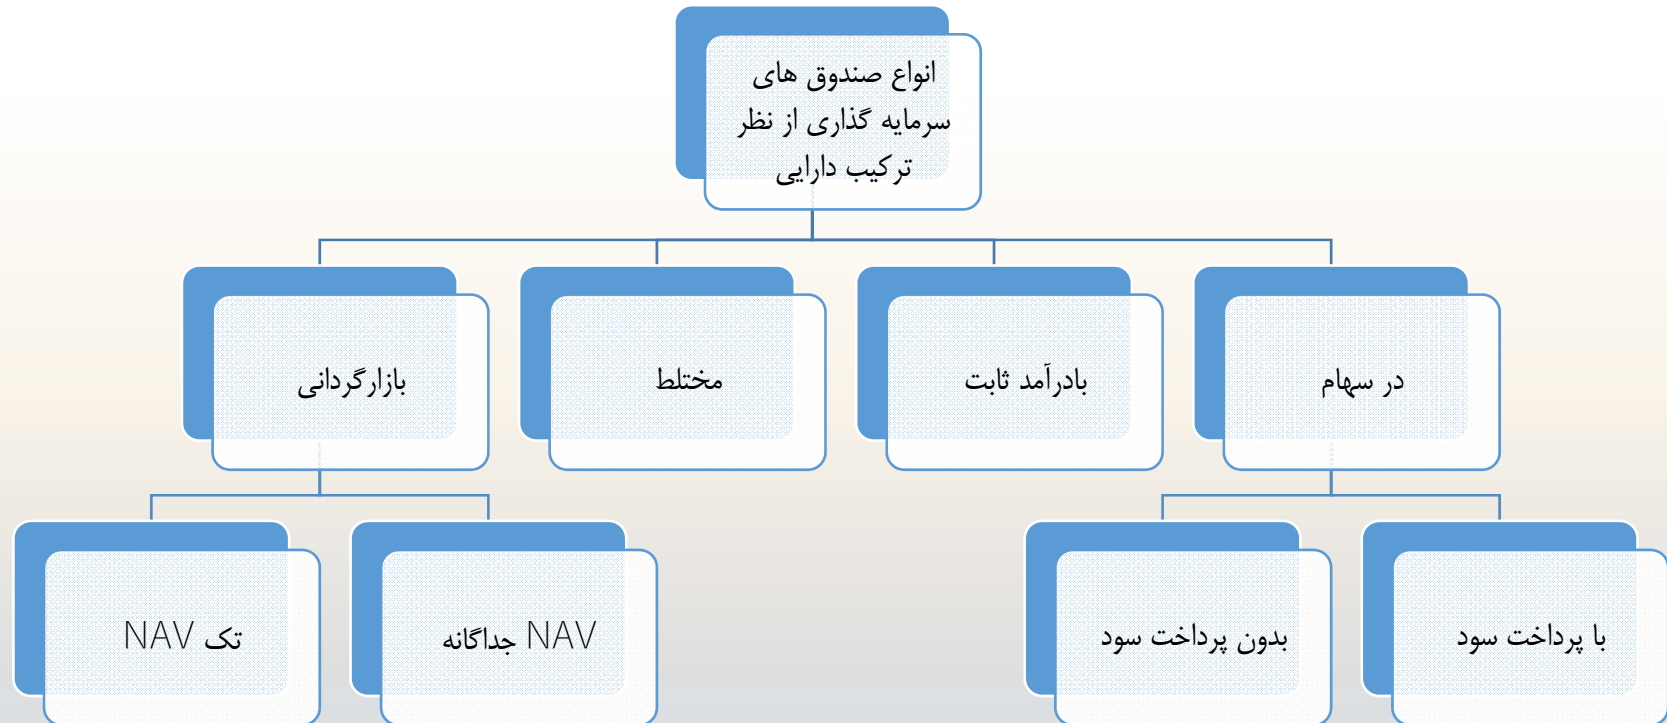 انواع صندوق های
سرمایه گذاری از نظر
ترکیب دارایی
در سهام
بادرآمد ثابت
مختلط
بازارگردانی
با پرداخت سود
بدون پرداخت سود
NAV جداگانه
تک NAV